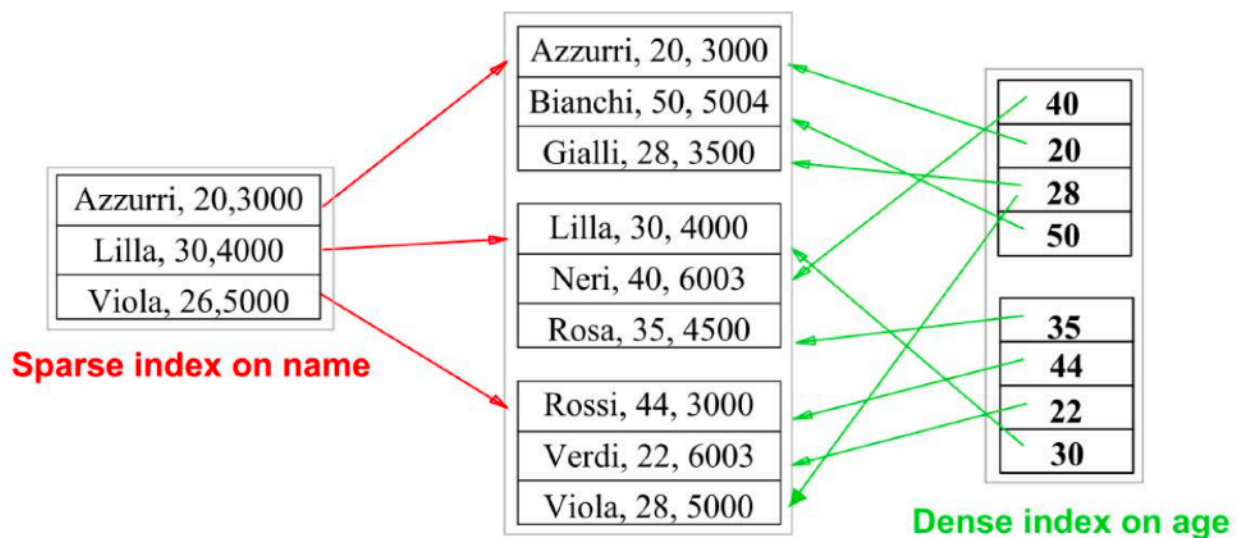 Azzurri, 20,3000
Lilla, 30,4000
Viola, 26,5000
Sparse index on name
Azzurri, 20, 3000
Bianchi, 50, 5004
Gialli, 28, 3500
Lilla, 30, 4000
Neri, 40, 6003
Rosa, 35, 4500
Rossi, 44, 3000
Verdi, 22, 6003
Viola, 28, 5000
40
20
28
50
35
44
22
30
Dense index on age